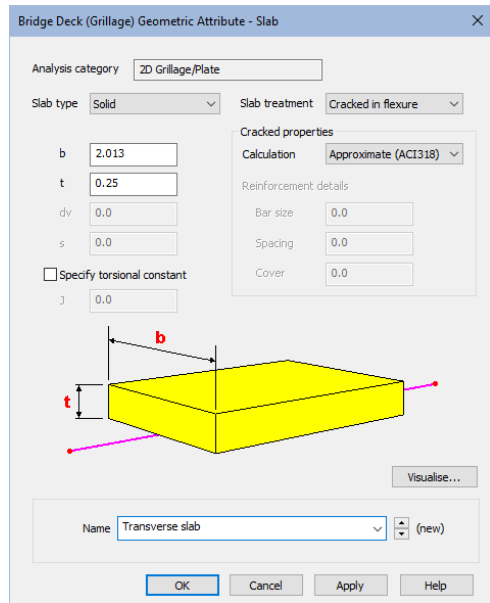 Bridge Deck (Grillage) Geometric Attribute - Slab
Analysis category 2D Grillage/Plate
Slab type Solid Slab treatment Cracked in flexure
Cracked properties
b 2.013 Calculation Approximate (ACI318)
t 0.25 Reinforcement details
dv 0.0 Bar size 0.0
s 0.0 Spacing 0.0
Specify torsional constant Cover 0.0
J 0.0
b
t
Visualise...
Name Transverse slab (new)
OK Cancel Apply Help